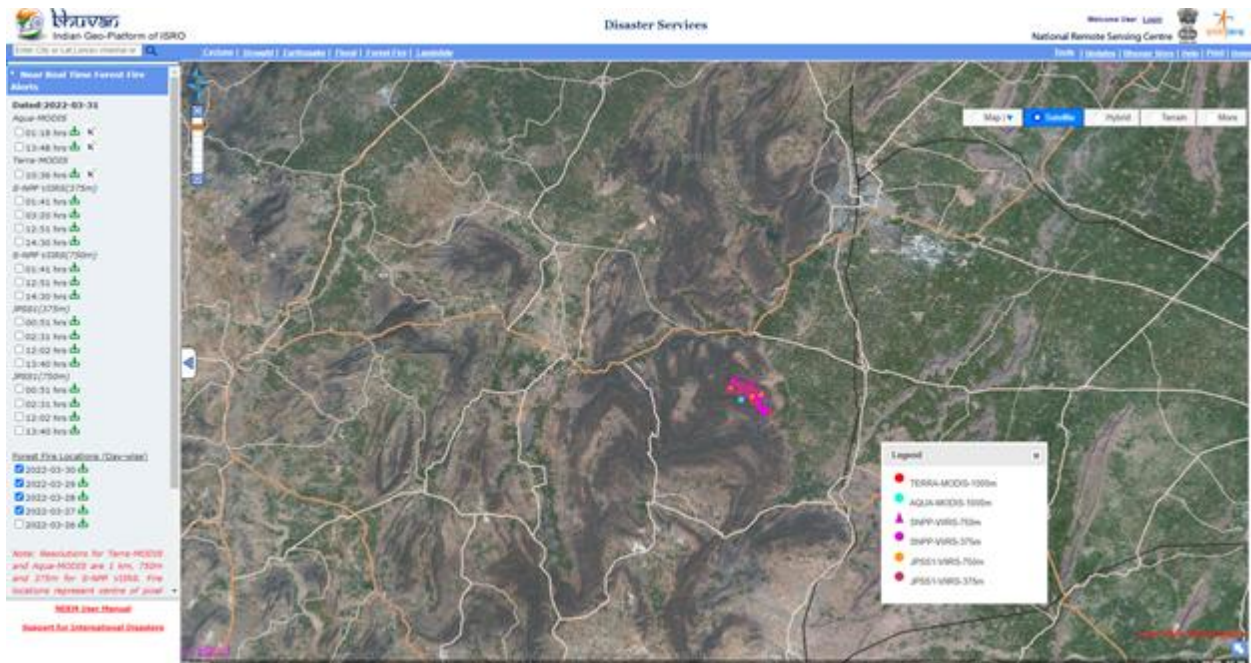 bhuvan
Indian Geo-Platform of ISRO
Disaster Services
Welcome User Login
National Remote Sensing Centre
Cyclone | Drought | Earthquake | Flood | Forest Fire | Landslide
Near Real Time Forest Fire
Alerts
Map
Satellite
Hybrid
Terrain
More
Dated:2022-03-31
Aqua-MODIS
01:18 hrs
13:48 hrs
Terra-MODIS
10:36 hrs
S-NPP VIIRS(375m)
01:41 hrs
03:20 hrs
12:51 hrs
14:30 hrs
S-NPP VIIRS(750m)
01:41 hrs
12:51 hrs
14:30 hrs
JPSS1(375m)
00:51 hrs
02:31 hrs
12:02 hrs
13:40 hrs
JPSS1(750m)
00:51 hrs
02:31 hrs
12:02 hrs
13:40 hrs
Forest Fire Locations (Day-wise)
2022-03-30
2022-03-29
2022-03-28
2022-03-27
2022-03-26
Note: Resolutions for Terra-MODIS
and Aqua-MODIS are 1 km, 750m
and 375m for S-NPP VIIRS. Fire
locations represent centre of pixel
NEEM User Manual
Support for International Disasters
Legend
TERRA-MODIS-1000m
AQUA-MODIS-1000m
SNPP-VIIRS-750m
SNPP-VIIRS-375m
JPSS1-VIIRS-750m
JPSS1-VIIRS-375m